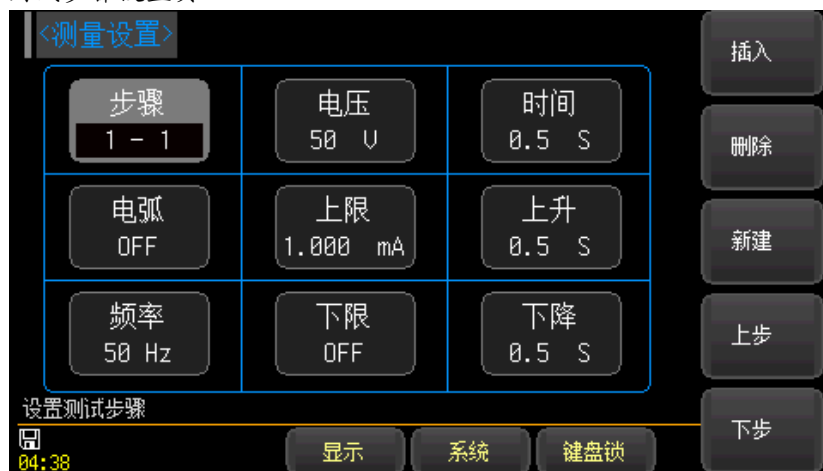 <测量设置>
步骤
1 - 1
电压
50 V
时间
0.5 S
电弧
OFF
上限
1.000 mA
上升
0.5 S
频率
50 Hz
下限
OFF
下降
0.5 S
设置测试步骤
04:38
显示
系统
键盘锁
插入
删除
新建
上步
下步